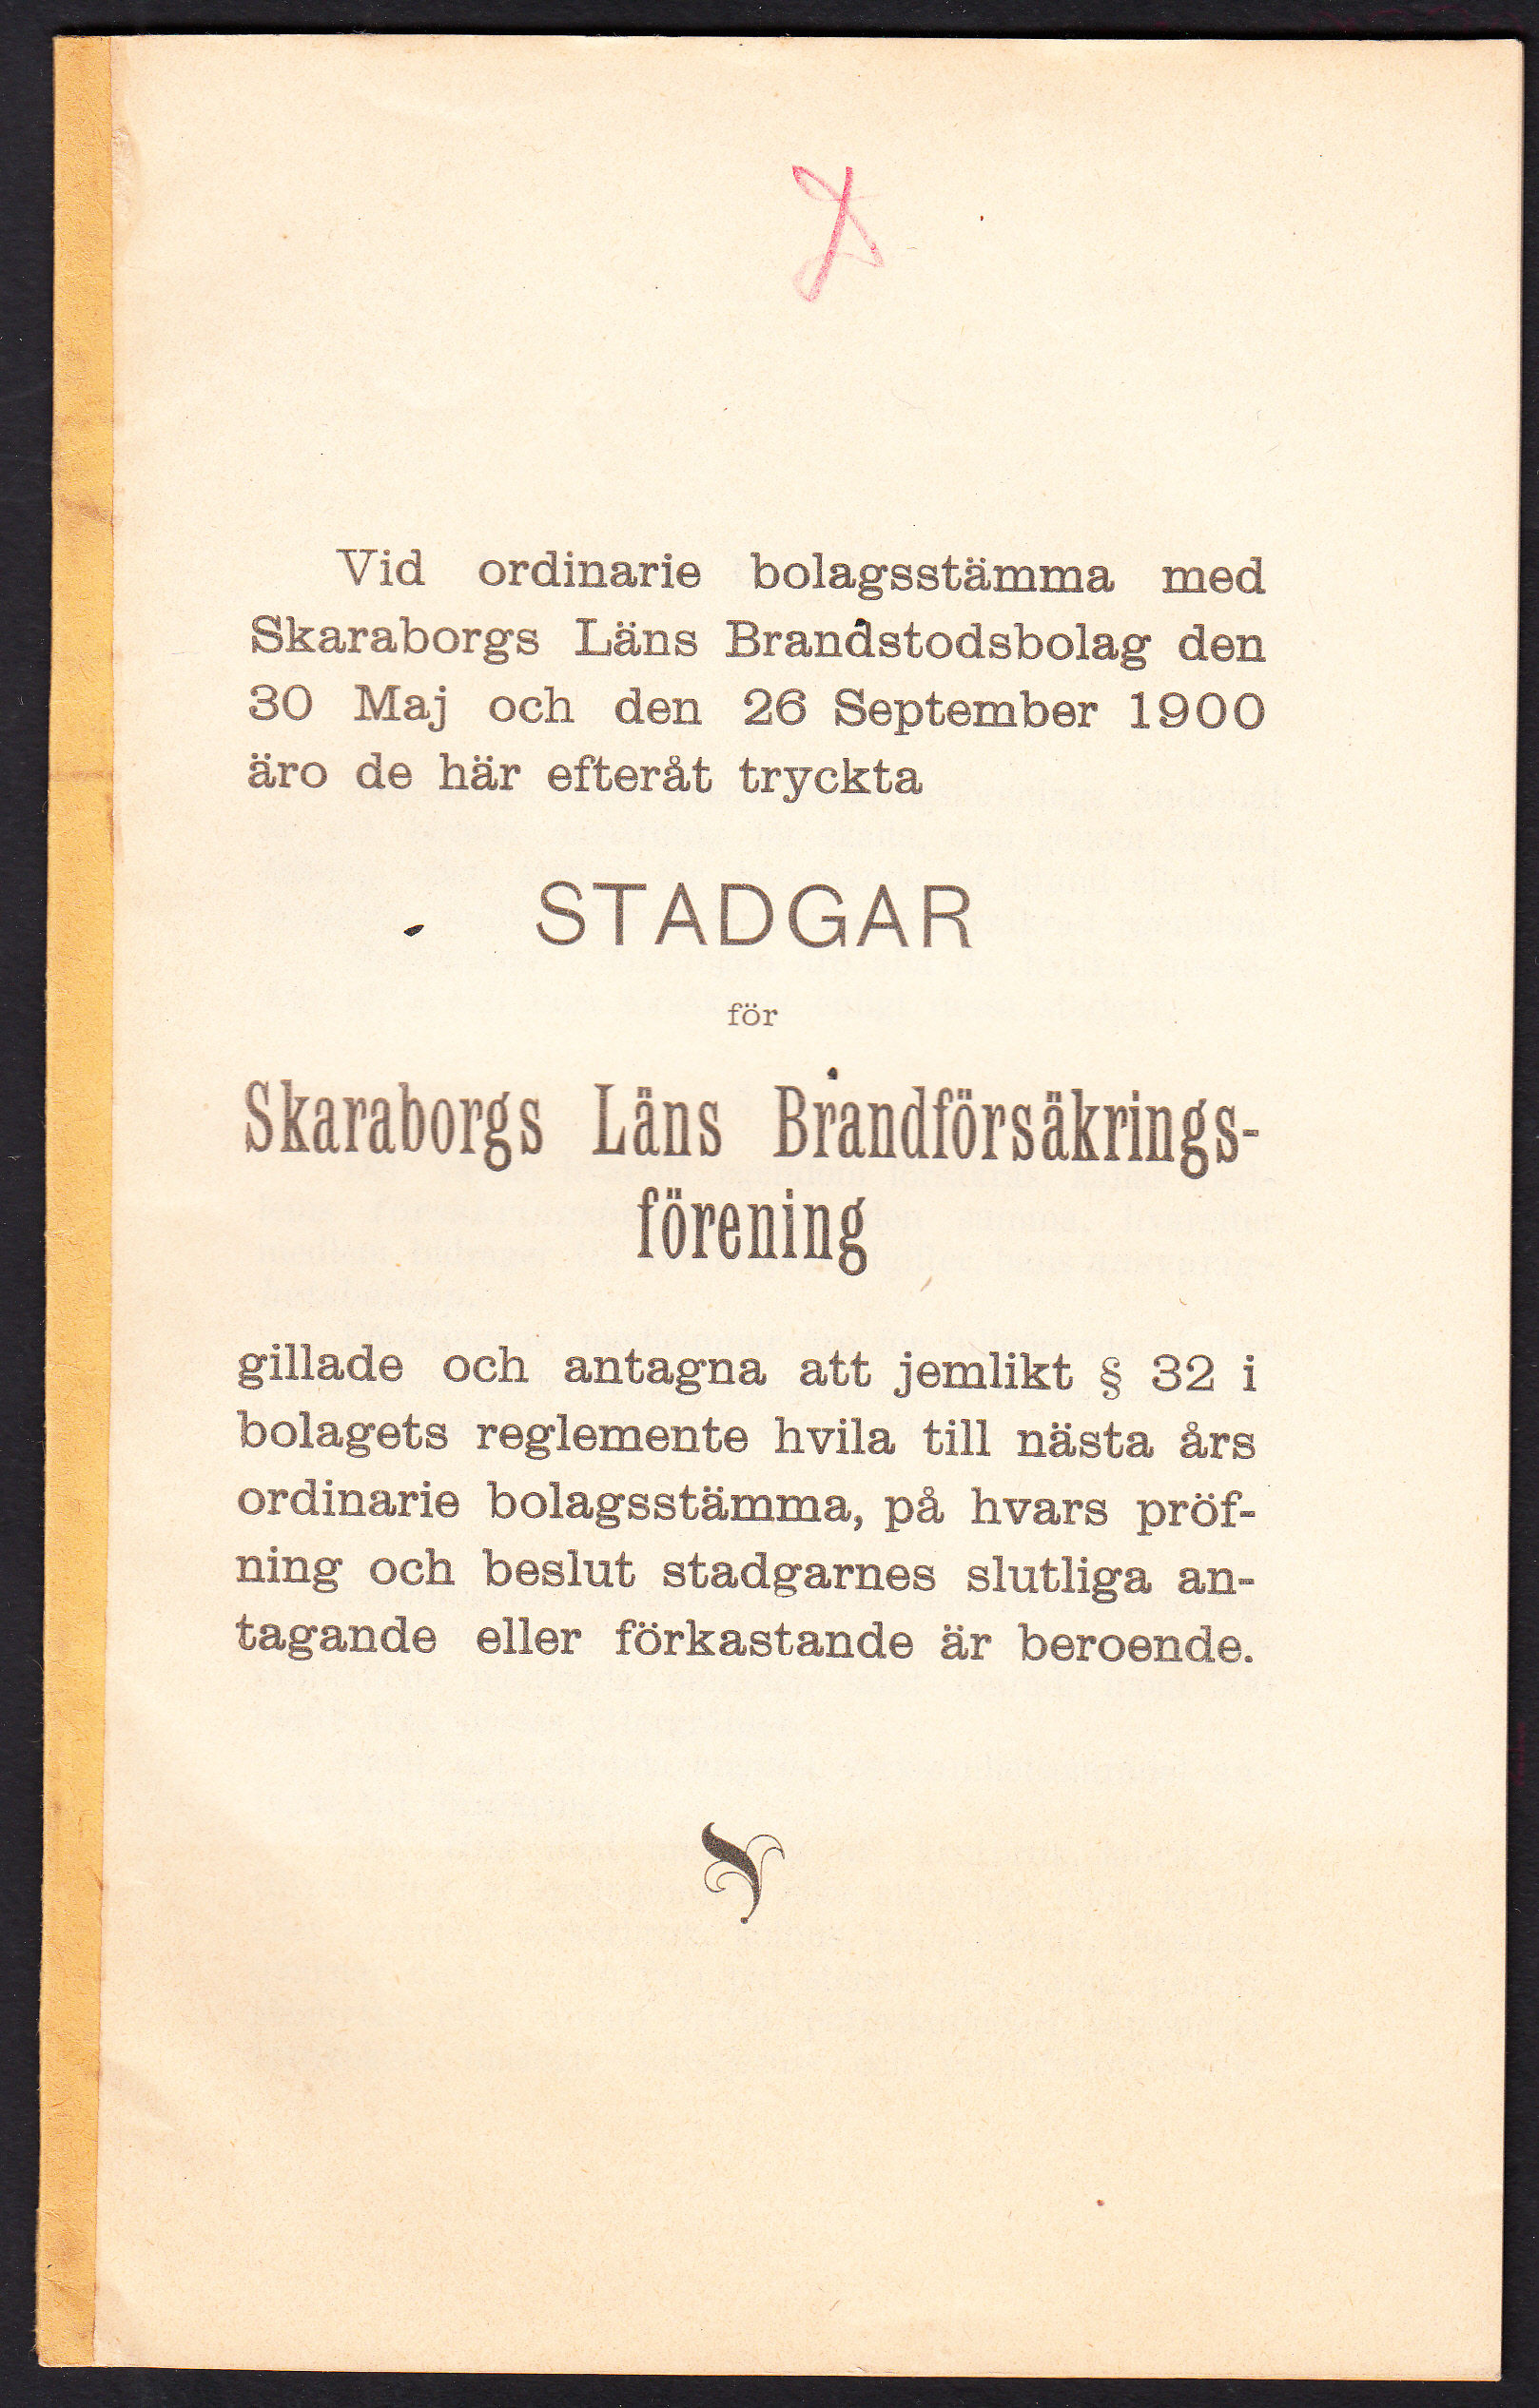 Vid ordinarie bolagsstämma med
Skaraborgs Läns Brandstodsbolag den
30 Maj och den 26 September 1900
äro de här efteråt tryckta
STADGAR
för
Skaraborgs Läns Brandförsäkrings-
förening
gillade och antagna att jemlikt § 32 i
bolagets reglemente hvila till nästa års
ordinarie bolagsstämma, på hvars pröf-
ning och beslut stadgarnes slutliga an-
tagande eller förkastande är beroende.